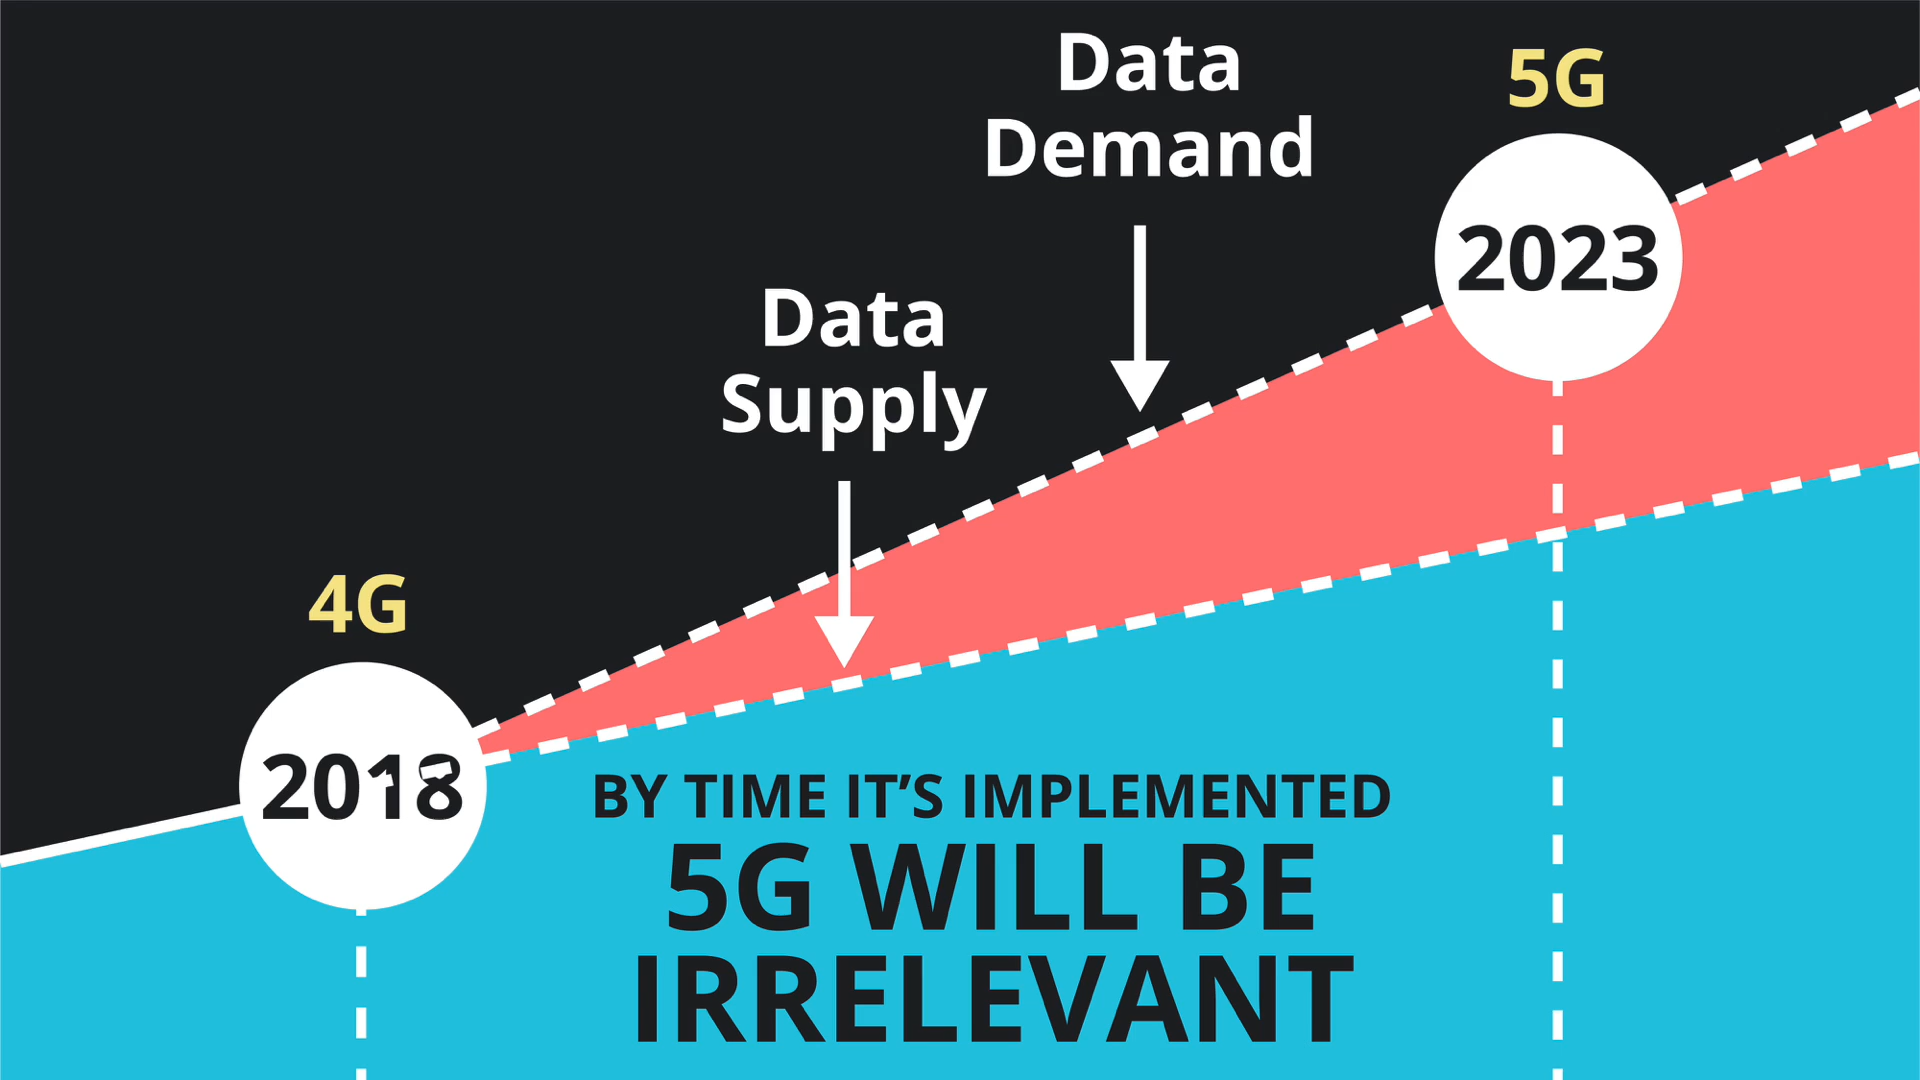 Data
Demand
5G
2023
Data
Supply
4G
2018
BY TIME IT’S IMPLEMENTED
5G WILL BE
IRRELEVANT